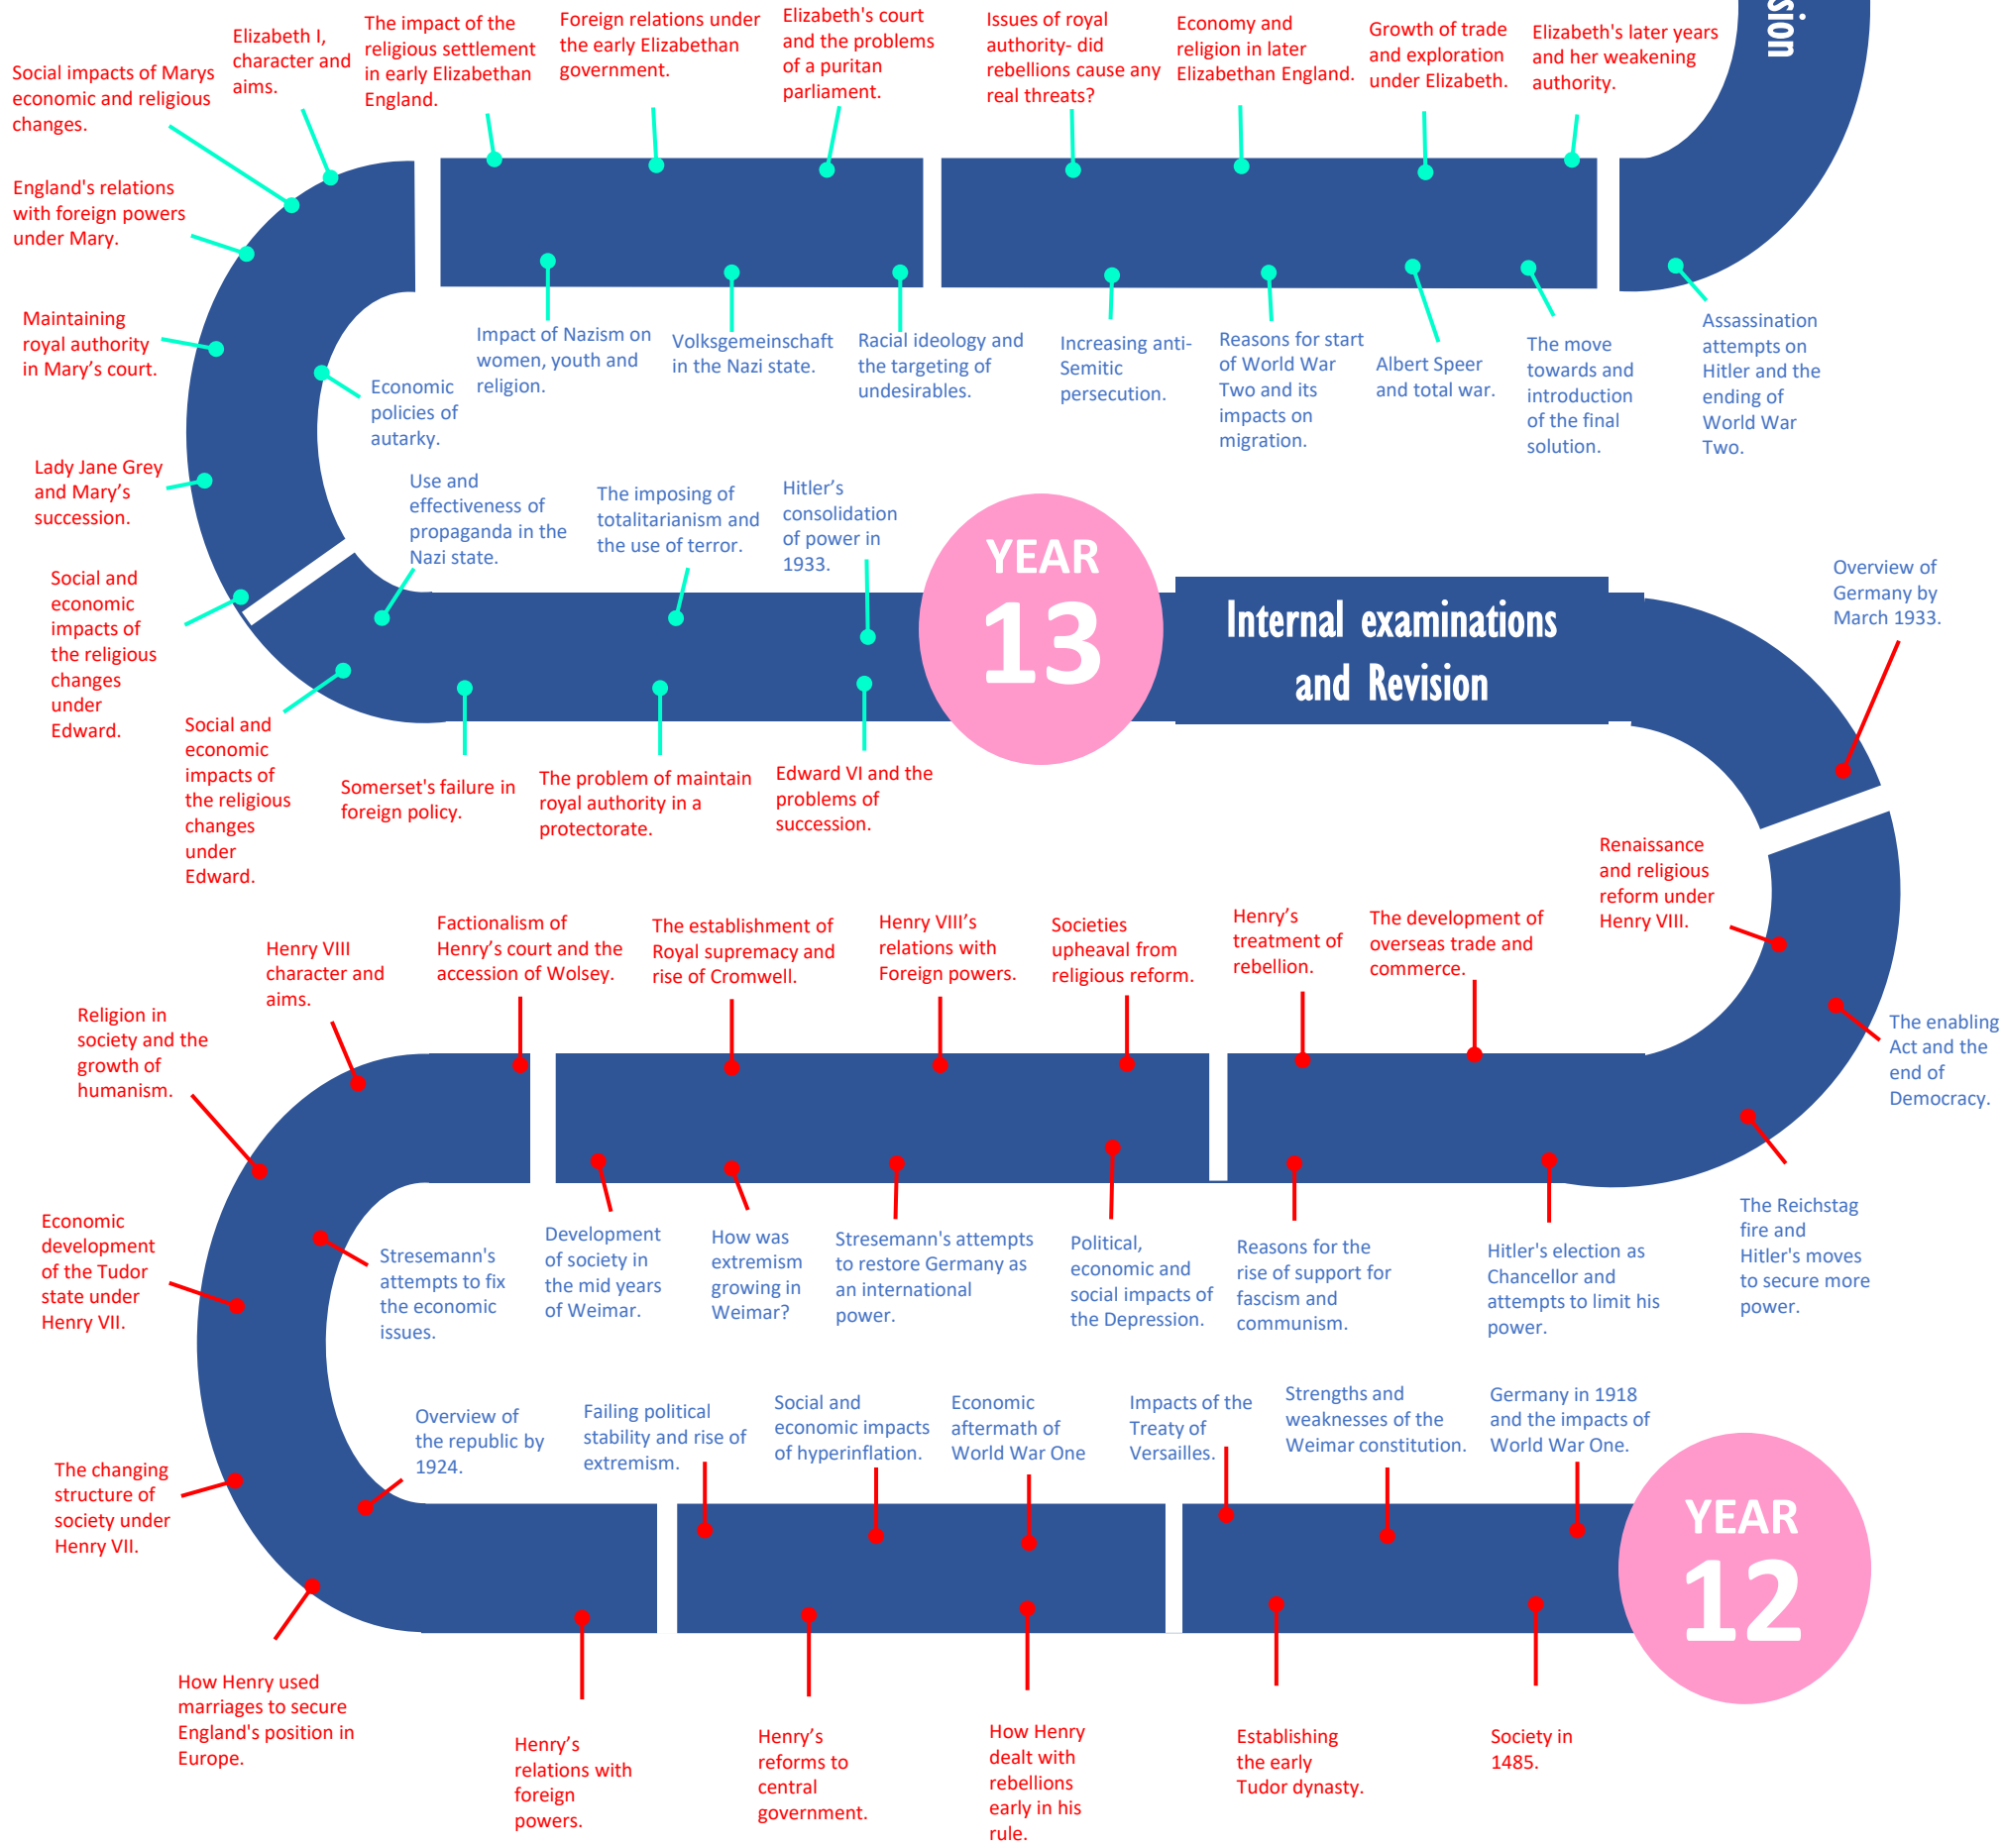 sion
Elizabeth I,
character and
aims.
The impact of the
religious settlement
in early Elizabethan
England.
Foreign relations under
the early Elizabethan
government.
Elizabeth's court
and the problems
of a puritan
parliament.
Issues of royal
authority- did
rebellions cause any
real threats?
Economy and
religion in later
Elizabethan England.
Growth of trade
and exploration
under Elizabeth.
Elizabeth's later years
and her weakening
authority.
Social impacts of Marys
economic and religious
changes.
England's relations
with foreign powers
under Mary.
Maintaining
royal authority
in Mary’s court.
Lady Jane Grey
and Mary’s
succession.
Economic
policies of
autarky.
Impact of Nazism on
women, youth and
religion.
Volksgemeinschaft
in the Nazi state.
Racial ideology and
the targeting of
undesirables.
Increasing anti-
Semitic
persecution.
Reasons for start
of World War
Two and its
impacts on
migration.
Albert Speer
and total war.
The move
towards and
introduction
of the final
solution.
Assassination
attempts on
Hitler and the
ending of
World War
Two.
Use and
effectiveness of
propaganda in the
Nazi state.
The imposing of
totalitarianism and
the use of terror.
Hitler’s
consolidation
of power in
1933.
YEAR
13
Internal examinations
and Revision
Overview of
Germany by
March 1933.
Social and
economic
impacts of
the religious
changes
under
Edward.
Social and
economic
impacts of
the religious
changes
under
Edward.
Somerset's failure in
foreign policy.
The problem of maintain
royal authority in a
protectorate.
Edward VI and the
problems of
succession.
Renaissance
and religious
reform under
Henry VIII.
The enabling
Act and the
end of
Democracy.
The Reichstag
fire and
Hitler's moves
to secure more
power.
Religion in
society and the
growth of
humanism.
Henry VIII
character and
aims.
Factionalism of
Henry’s court and the
accession of Wolsey.
The establishment of
Royal supremacy and
rise of Cromwell.
Henry VIII’s
relations with
Foreign powers.
Societies
upheaval from
religious reform.
Henry’s
treatment of
rebellion.
The development of
overseas trade and
commerce.
Economic
development
of the Tudor
state under
Henry VII.
Stresemann's
attempts to fix
the economic
issues.
Development
of society in
the mid years
of Weimar.
How was
extremism
growing in
Weimar?
Stresemann's attempts
to restore Germany as
an international
power.
Political,
economic and
social impacts of
the Depression.
Reasons for the
rise of support for
fascism and
communism.
Hitler's election as
Chancellor and
attempts to limit his
power.
The changing
structure of
society under
Henry VII.
Overview of
the republic by
1924.
Failing political
stability and rise of
extremism.
Social and
economic impacts
of hyperinflation.
Economic
aftermath of
World War One
Impacts of the
Treaty of
Versailles.
Strengths and
weaknesses of the
Weimar constitution.
Germany in 1918
and the impacts of
World War One.
YEAR
12
How Henry used
marriages to secure
England's position in
Europe.
Henry’s
relations with
foreign
powers.
Henry’s
reforms to
central
government.
How Henry
dealt with
rebellions
early in his
rule.
Establishing
the early
Tudor dynasty.
Society in
1485.